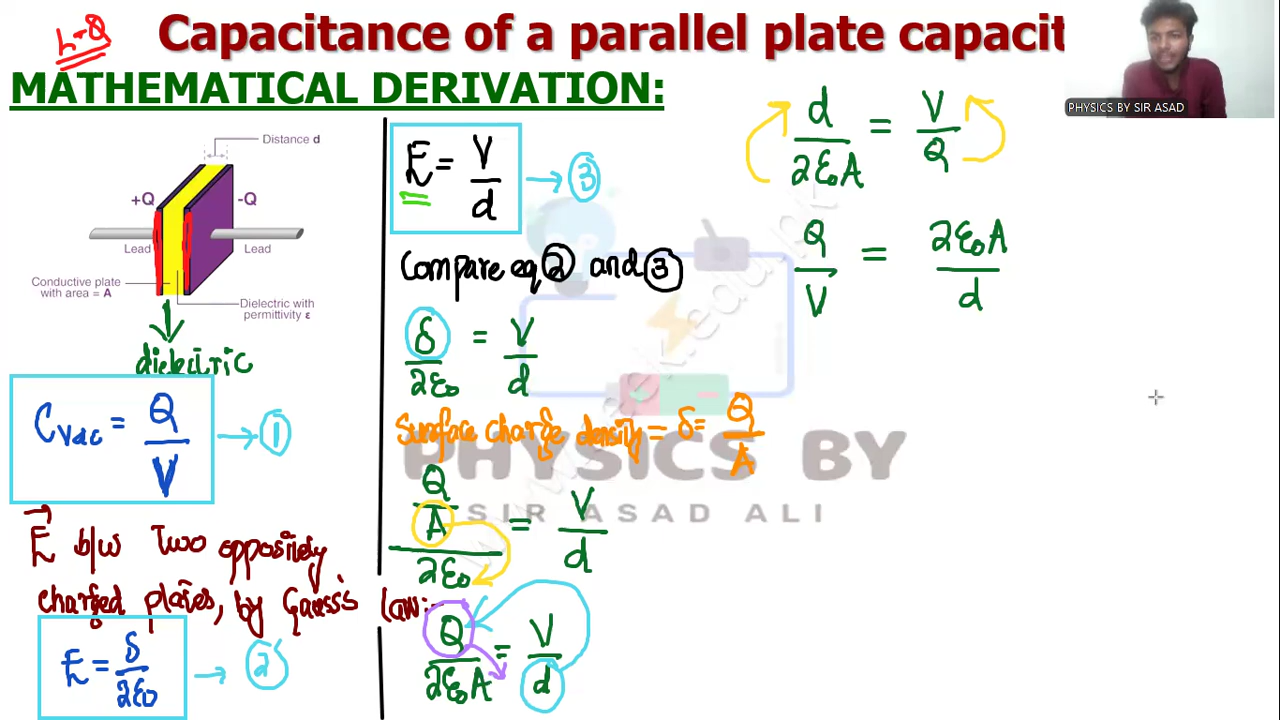 L-8
Capacitance of a parallel plate capacit
MATHEMATICAL DERIVATION:
PHYSICS BY SIR ASAD
Distance d
+Q
-Q
Lead
Lead
Conductive plate
with area = A
Dielectric with
permittivity ε
dielectric
C vac = Q/V → ①
E b/w Two oppositely
charged plates, by Gauss's law:-
E = δ/2ε₀ → ②
E = V/d → ③
Compare eq ② and ③
δ/2ε₀ = V/d
Surface charge density = δ = Q/A
Q/A/2ε₀ = V/d
Q/2ε₀A = V/d
d/2ε₀A = V/Q
Q/V = 2ε₀A/d
PHYSICS BY
SIR ASAD ALI